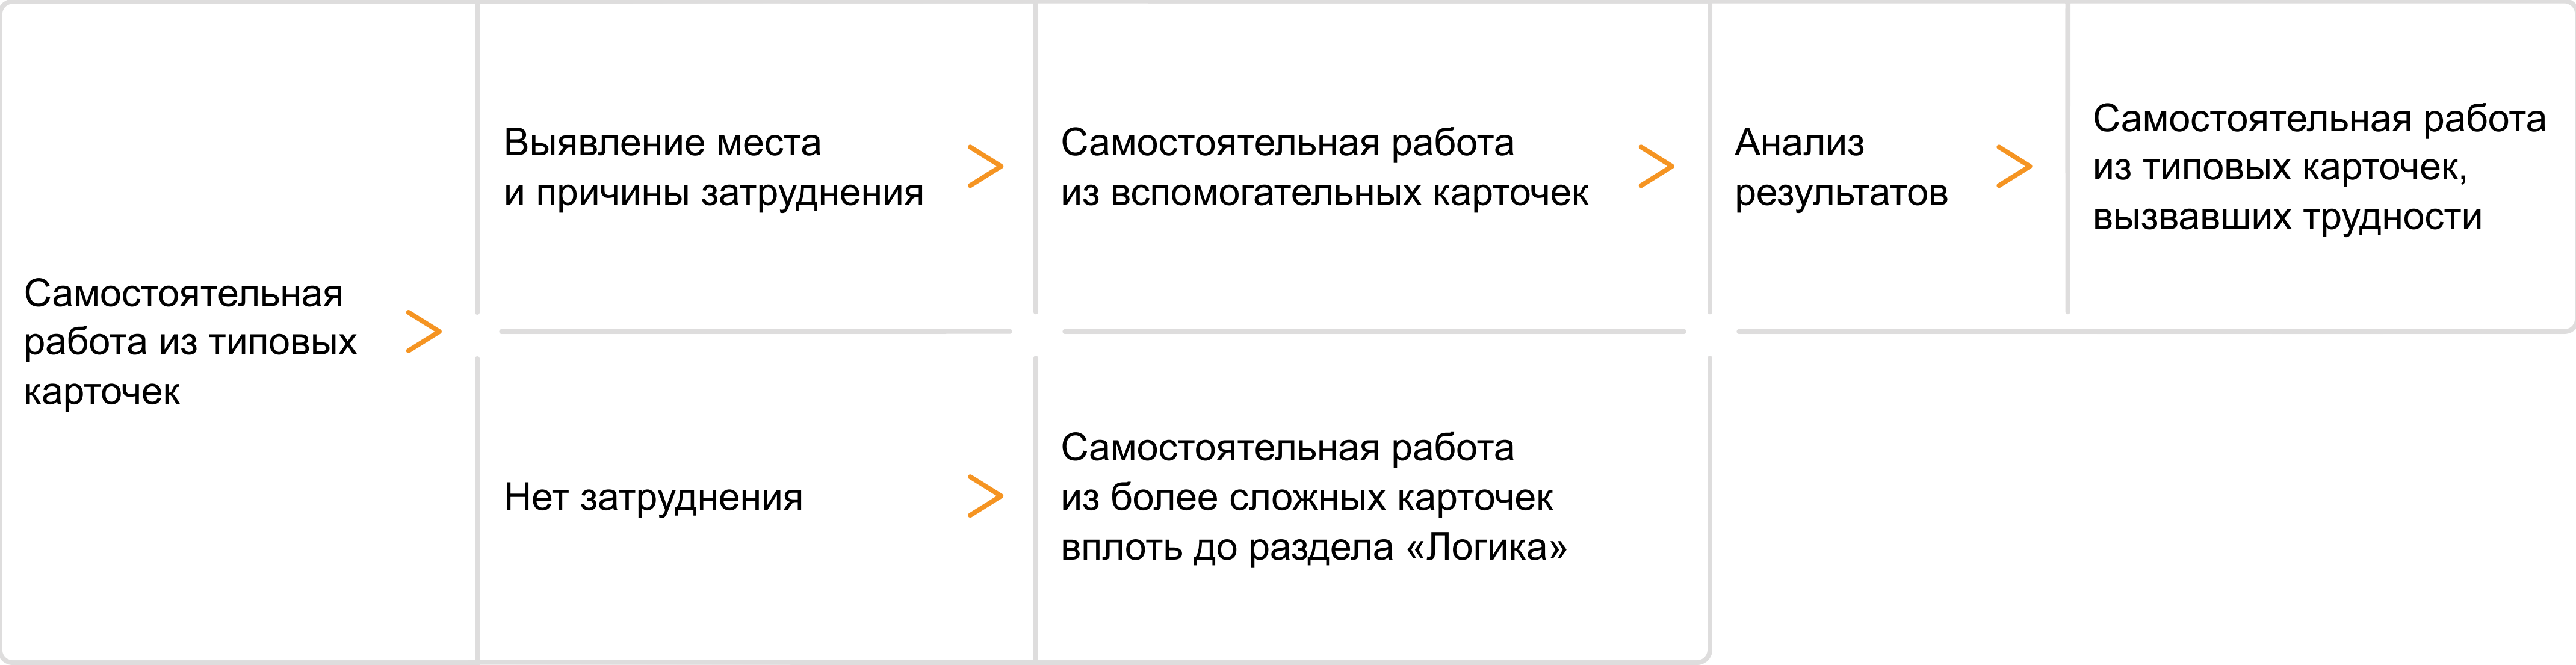 Самостоятельная
работа из типовых
карточек
Выявление места
и причины затруднения
Самостоятельная работа
из вспомогательных карточек
Анализ
результатов
Самостоятельная работа
из типовых карточек,
вызвавших трудности
Нет затруднения
Самостоятельная работа
из более сложных карточек
вплоть до раздела «Логика»